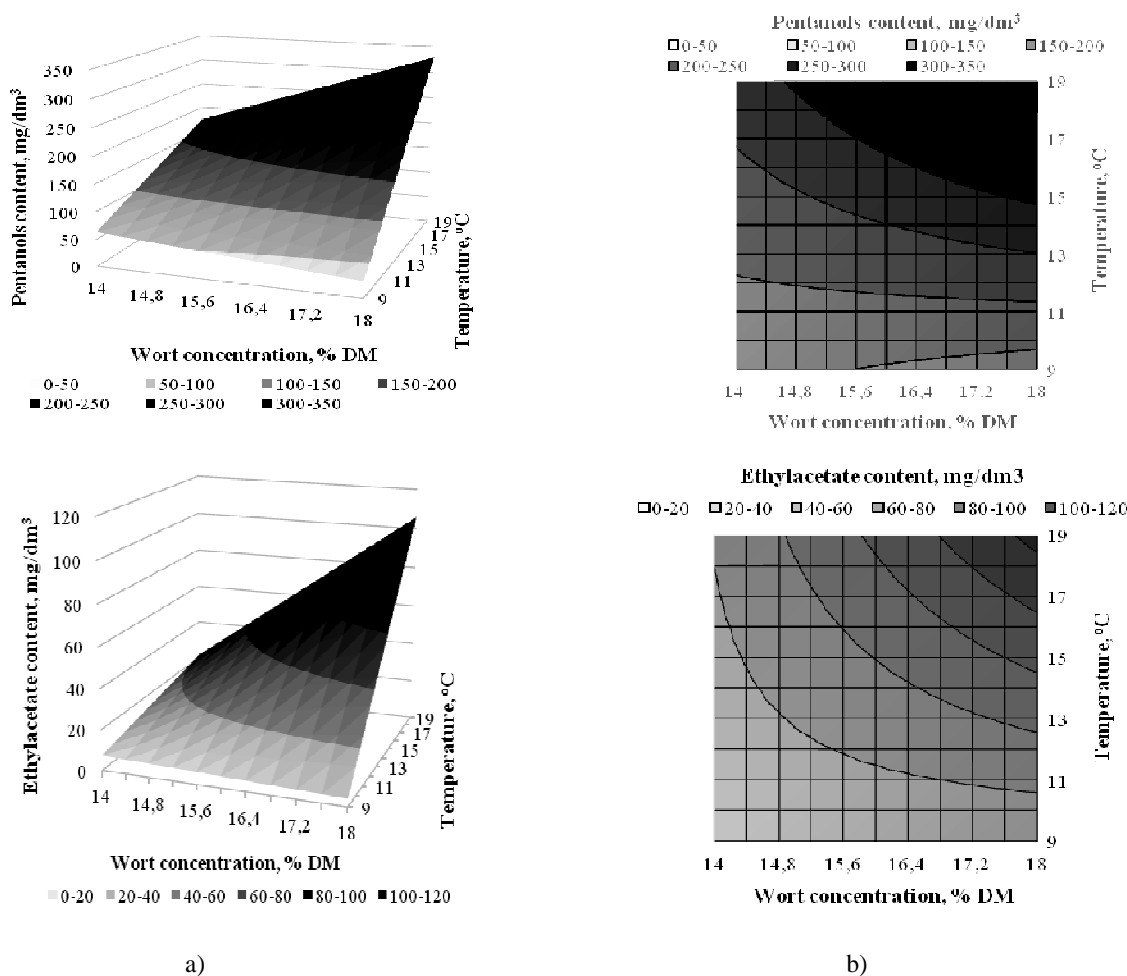 Pentanols content, mg/dm³
350
300
250
200
150
100
50
0
14
14,8
15,6
16,4
17,2
18
9
11
13
15
17
19
Temperature, °C
Wort concentration, % DM
0-50 50-100 100-150 150-200
200-250 250-300 300-350
Pentanols content, mg/dm³
0-50 50-100 100-150 150-200
200-250 250-300 300-350
19
17
15
13
11
9
Temperature, °C
14 14,8 15,6 16,4 17,2 18
Wort concentration, % DM
Ethylacetate content, mg/dm³
120
100
80
60
40
20
0
14
14,8
15,6
16,4
17,2
18
9
11
13
15
17
19
Temperature, °C
Wort concentration, % DM
0-20 20-40 40-60 60-80 80-100 100-120
Ethylacetate content, mg/dm3
0-20 20-40 40-60 60-80 80-100 100-120
19
17
15
13
11
9
Temperature, °C
14 14,8 15,6 16,4 17,2 18
Wort concentration, % DM
a) b)